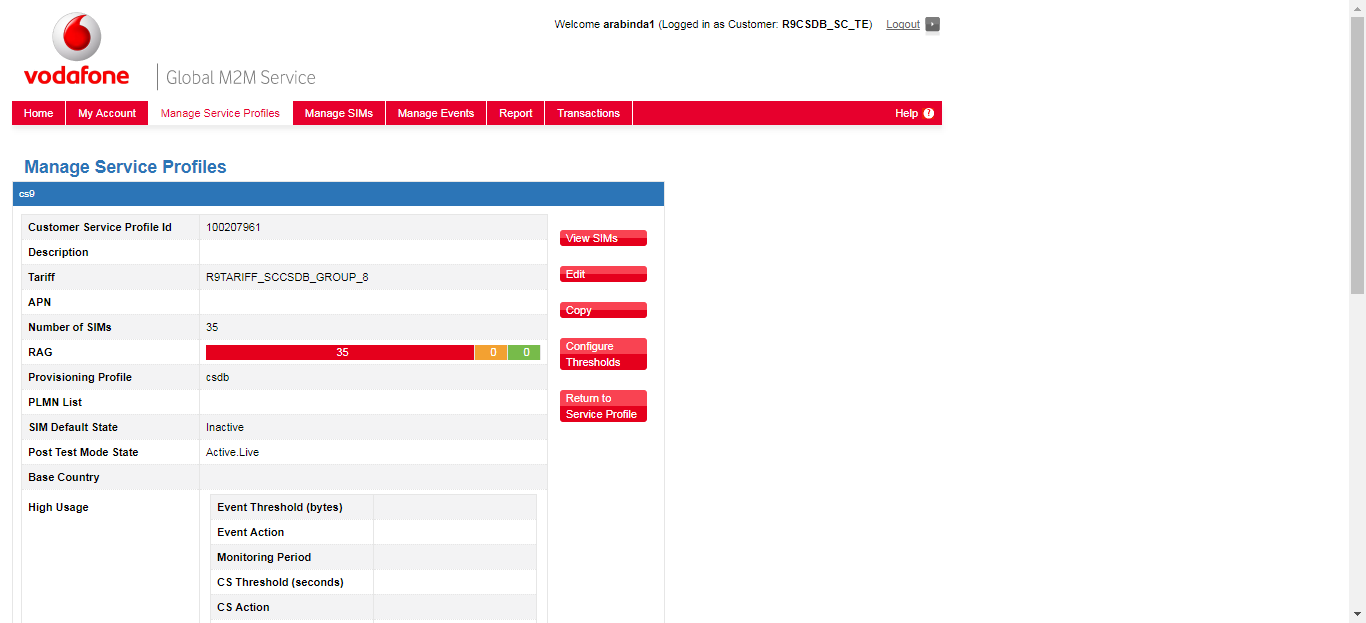 Welcome arabinda1 (Logged in as Customer: R9CSDB_SC_TE) Logout
vodafone
Global M2M Service
Home My Account Manage Service Profiles Manage SIMs Manage Events Report Transactions Help ?
Manage Service Profiles
cs9
Customer Service Profile Id 100207961
View SIMs
Description
Tariff R9TARIFF_SCCSDB_GROUP_8
Edit
APN
Copy
Number of SIMs 35
RAG 35 0 0
Configure
Thresholds
Provisioning Profile csdb
PLMN List
Return to
Service Profile
SIM Default State Inactive
Post Test Mode State Active.Live
Base Country
High Usage Event Threshold (bytes)
Event Action
Monitoring Period
CS Threshold (seconds)
CS Action